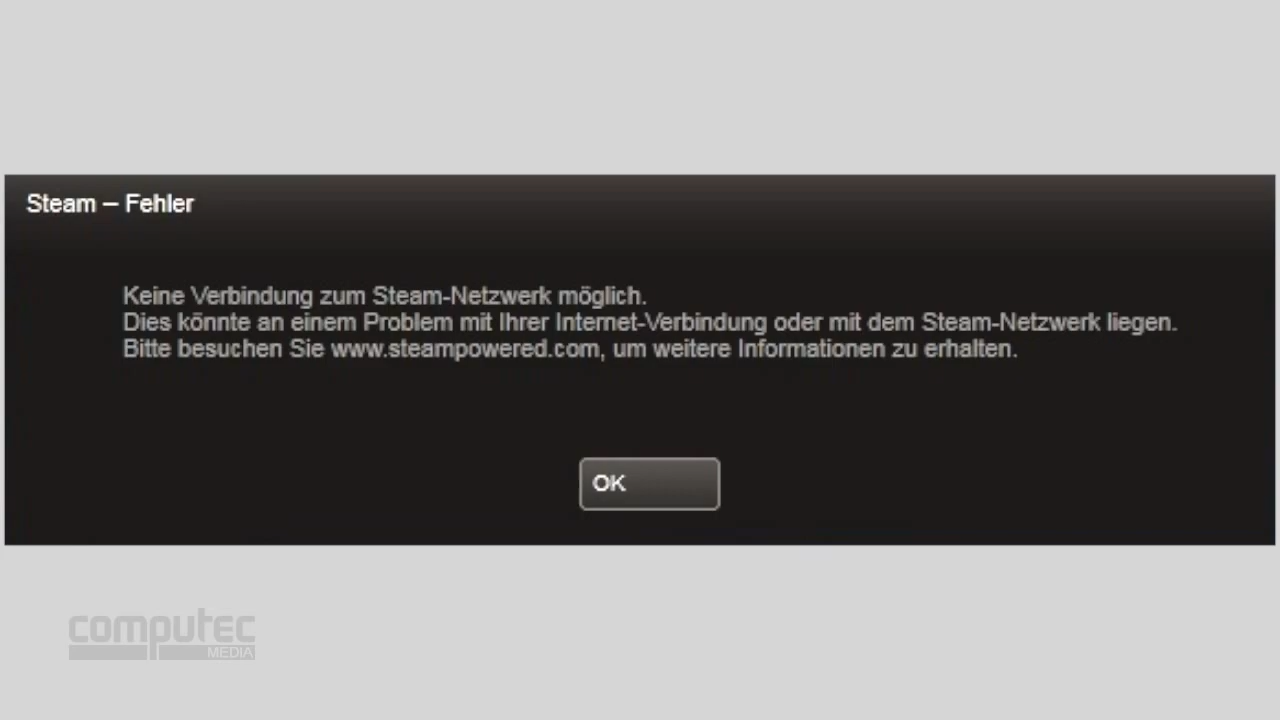 Steam – Fehler
Keine Verbindung zum Steam-Netzwerk möglich.
Dies könnte an einem Problem mit Ihrer Internet-Verbindung oder mit dem Steam-Netzwerk liegen.
Bitte besuchen Sie www.steampowered.com, um weitere Informationen zu erhalten.
OK
computec
MEDIA